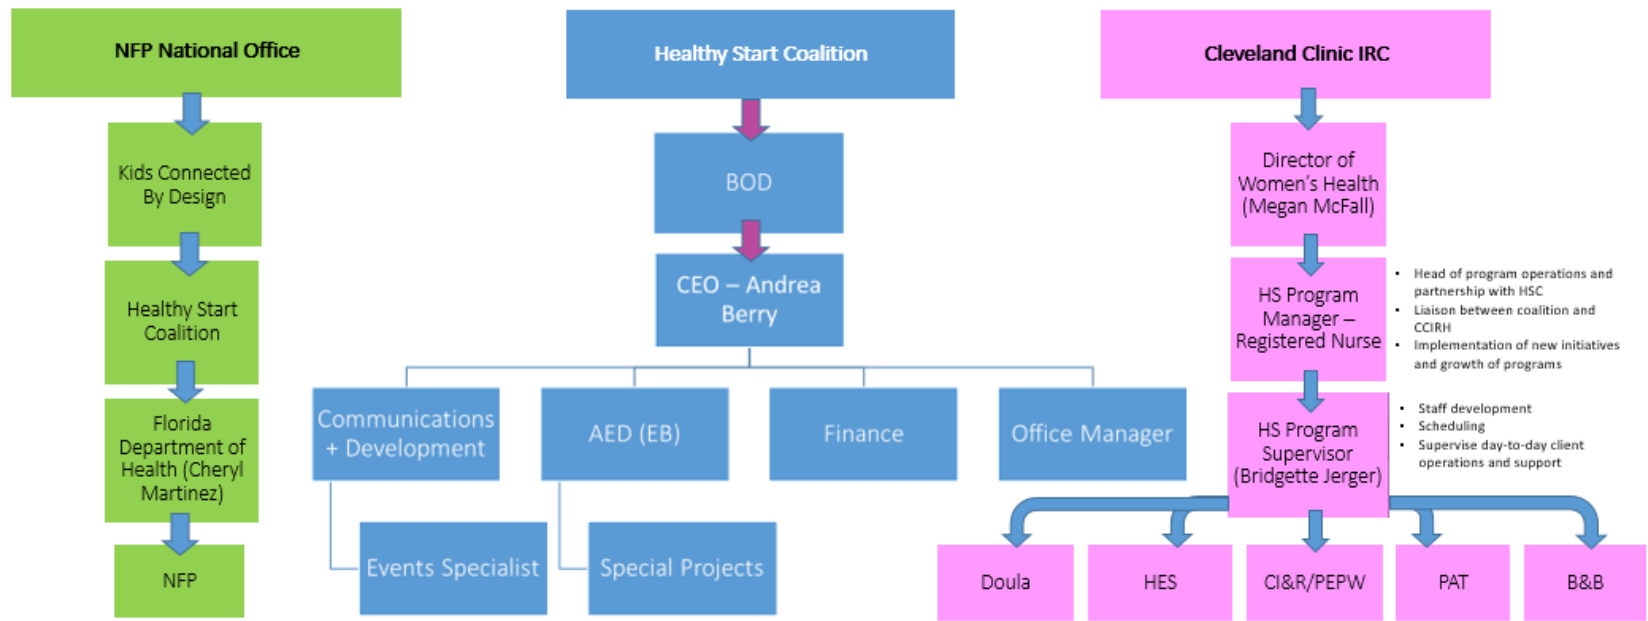 NFP National Office
Kids Connected
By Design
Healthy Start
Coalition
Florida
Department of
Health (Cheryl
Martinez)
NFP
Healthy Start Coalition
BOD
CEO – Andrea
Berry
Communications
+ Development
AED (EB)
Finance
Office Manager
Events Specialist
Special Projects
Cleveland Clinic IRC
Director of
Women’s Health
(Megan McFall)
HS Program
Manager –
Registered Nurse
• Head of program operations and
partnership with HSC
• Liaison between coalition and
CCIRH
• Implementation of new initiatives
and growth of programs
HS Program
Supervisor
(Bridgette Jerger)
• Staff development
• Scheduling
• Supervise day-to-day client
operations and support
Doula
HES
CI&R/PEPW
PAT
B&B